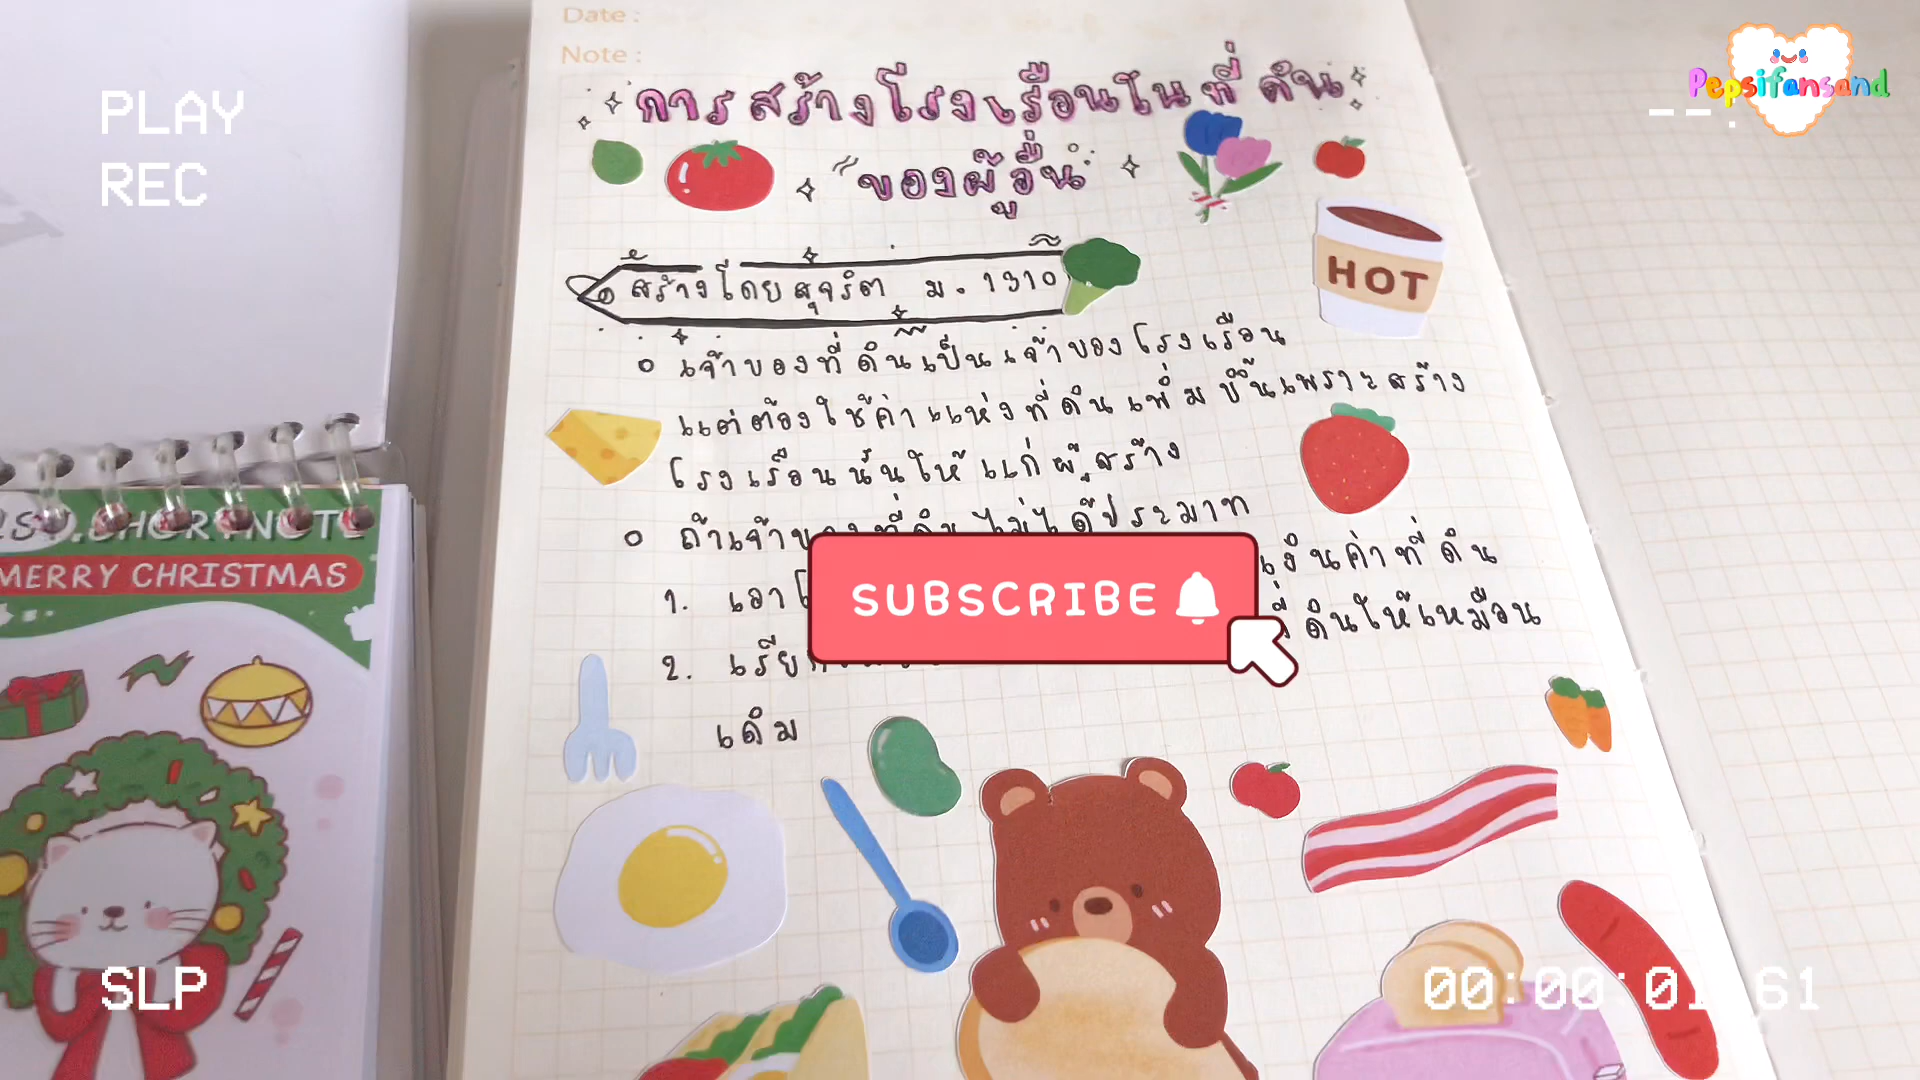 Date :
Note :
PLAY
REC
Pepsifansand
การสร้างโรงเรือนในที่ดิน
ของผู้อื่น
HOT
① สร้างโดยสุจริต ม. 1310
เจ้าของที่ดินเป็นเจ้าของโรงเรือน
แต่ต้องใช้ค่าแห่งที่ดินเพิ่มขึ้นเพราะสร้าง
โรงเรือนนั้นให้แก่ผู้สร้าง
ถ้าเจ้าของที่ดินไม่ได้ประมาท
1. เอา เงินค่าที่ดิน
2. เรียก ที่ดินให้เหมือน
เดิม
SUBSCRIBE
MERRY CHRISTMAS
SLP
00:00:01 61